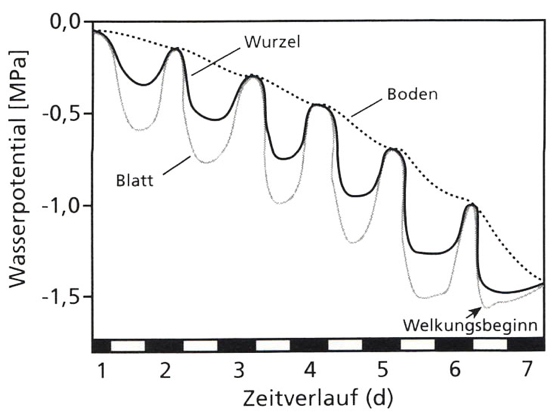 0,0
Wurzel
Boden
-0,5
Blatt
-1,0
-1,5
Welkungsbeginn
Wasserpotential [MPa]
1 2 3 4 5 6 7
Zeitverlauf (d)